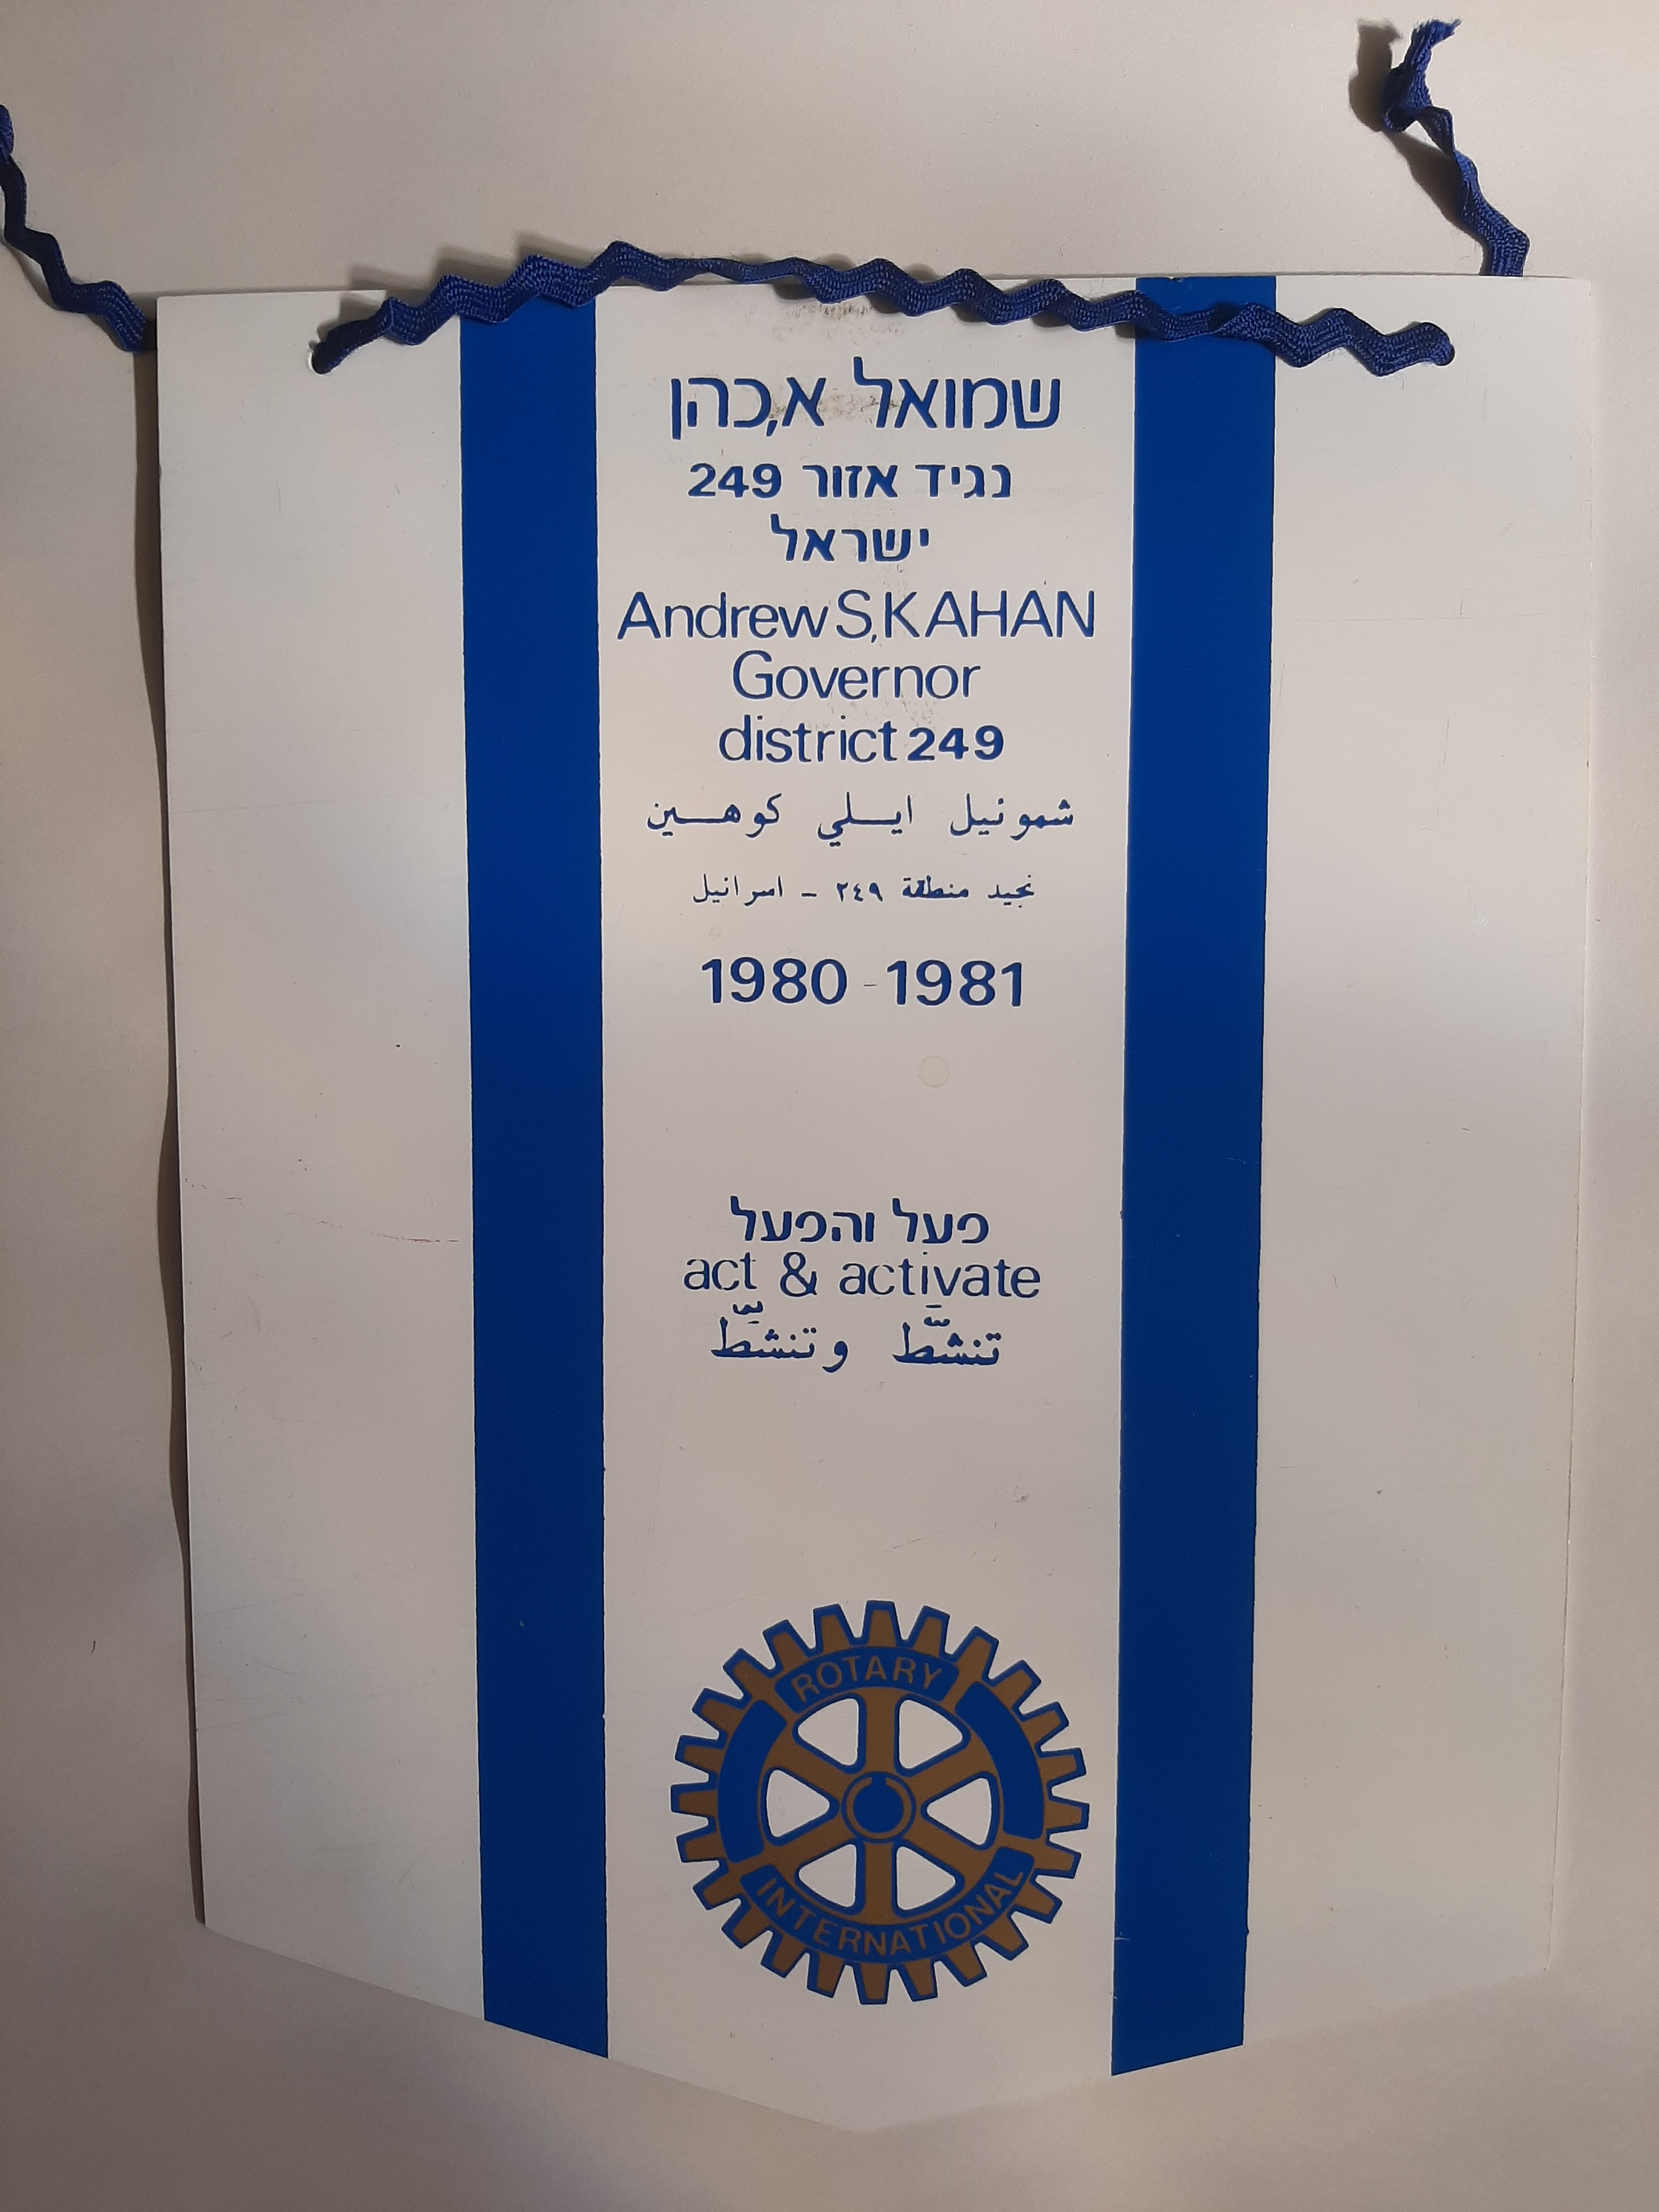 שמואל א,כהן
נגיד אזור 249
ישראל
Andrew S,KAHAN
Governor
district 249
شموئيل ايلي كوهين
نجيد منطقة ٢٤٩ - اسرائيل
1980 - 1981
פעל והפעל
act & activate
تنشّط وتنشّط
ROTARY
INTERNATIONAL